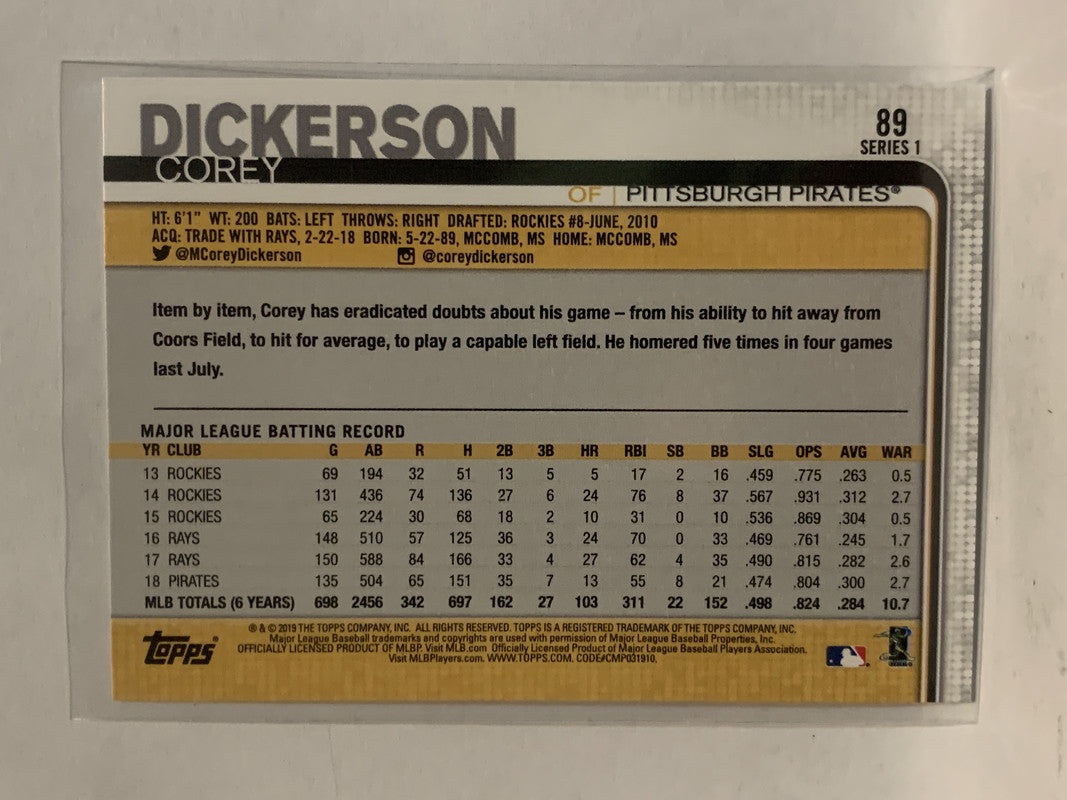 DICKERSON
COREY
89
SERIES 1
OF | PITTSBURGH PIRATES®
HT: 6'1" WT: 200 BATS: LEFT THROWS: RIGHT DRAFTED: ROCKIES #8-JUNE, 2010
ACQ: TRADE WITH RAYS, 2-22-18 BORN: 5-22-89, MCCOMB, MS HOME: MCCOMB, MS
@MCoreyDickerson @coreydickerson
Item by item, Corey has eradicated doubts about his game – from his ability to hit away from
Coors Field, to hit for average, to play a capable left field. He homered five times in four games
last July.
MAJOR LEAGUE BATTING RECORD
YR CLUB G AB R H 2B 3B HR RBI SB BB SLG OPS AVG WAR
13 ROCKIES 69 194 32 51 13 5 5 17 2 16 .459 .775 .263 0.5
14 ROCKIES 131 436 74 136 27 6 24 76 8 37 .567 .931 .312 2.7
15 ROCKIES 65 224 30 68 18 2 10 31 0 10 .536 .869 .304 0.5
16 RAYS 148 510 57 125 36 3 24 70 0 33 .469 .761 .245 1.7
17 RAYS 150 588 84 166 33 4 27 62 4 35 .490 .815 .282 2.6
18 PIRATES 135 504 65 151 35 7 13 55 8 21 .474 .804 .300 2.7
MLB TOTALS (6 YEARS) 698 2456 342 697 162 27 103 311 22 152 .498 .824 .284 10.7
® & © 2019 THE TOPPS COMPANY, INC. ALL RIGHTS RESERVED. TOPPS IS A REGISTERED TRADEMARK OF THE TOPPS COMPANY, INC.
Major League Baseball trademarks and copyrights are used with permission of Major League Baseball Properties, Inc.
OFFICIALLY LICENSED PRODUCT OF MLBP. Visit MLB.com Officially Licensed Product of Major League Baseball Players Association.
Visit MLBPlayers.com. WWW.TOPPS.COM. CODE#CMP031910.
Topps®